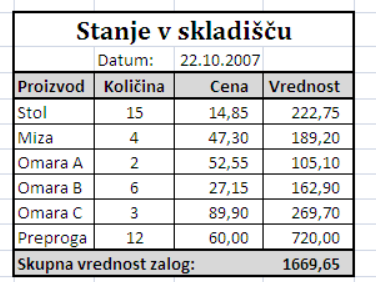 Stanje v skladišču
Datum: 22.10.2007
Proizvod Količina Cena Vrednost
Stol 15 14,85 222,75
Miza 4 47,30 189,20
Omara A 2 52,55 105,10
Omara B 6 27,15 162,90
Omara C 3 89,90 269,70
Preproga 12 60,00 720,00
Skupna vrednost zalog: 1669,65